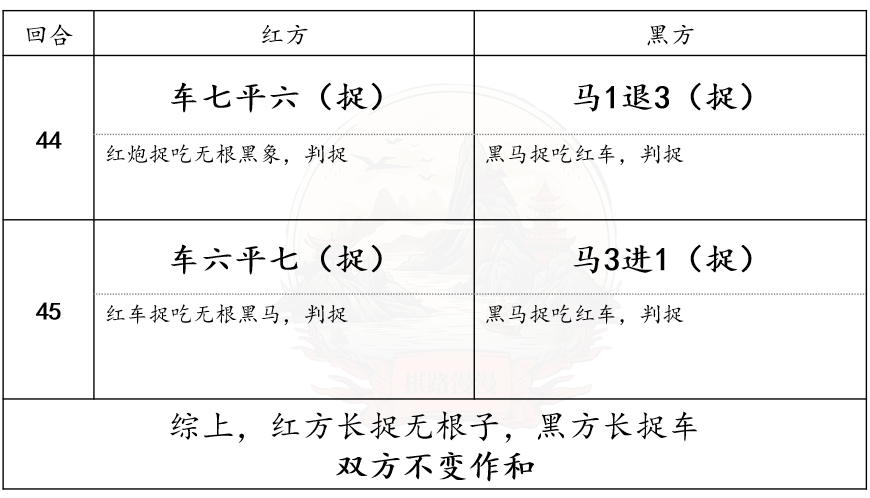 回合 红方 黑方
44
车七平六（捉） 马1退3（捉）
红炮捉吃无根黑象，判捉 黑马捉吃红车，判捉
45
车六平七（捉） 马3进1（捉）
红车捉吃无根黑马，判捉 黑马捉吃红车，判捉
综上，红方长捉无根子，黑方长捉车
双方不变作和